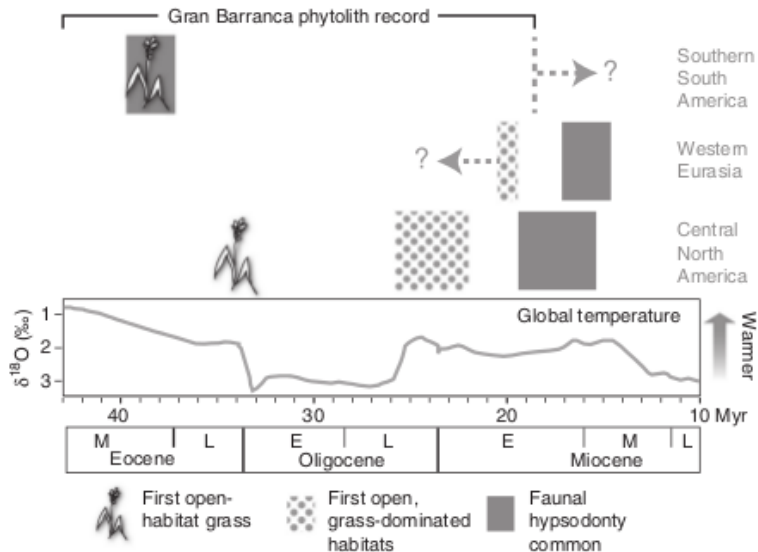 Gran Barranca phytolith record
?
Southern
South
America
?
Western
Eurasia
Central
North
America
Global temperature
Warmer
δ18O (‰)
1
2
3
40 30 20 10 Myr
M L E L E M L
Eocene Oligocene Miocene
First open-
habitat grass
First open,
grass-dominated
habitats
Faunal
hypsodonty
common